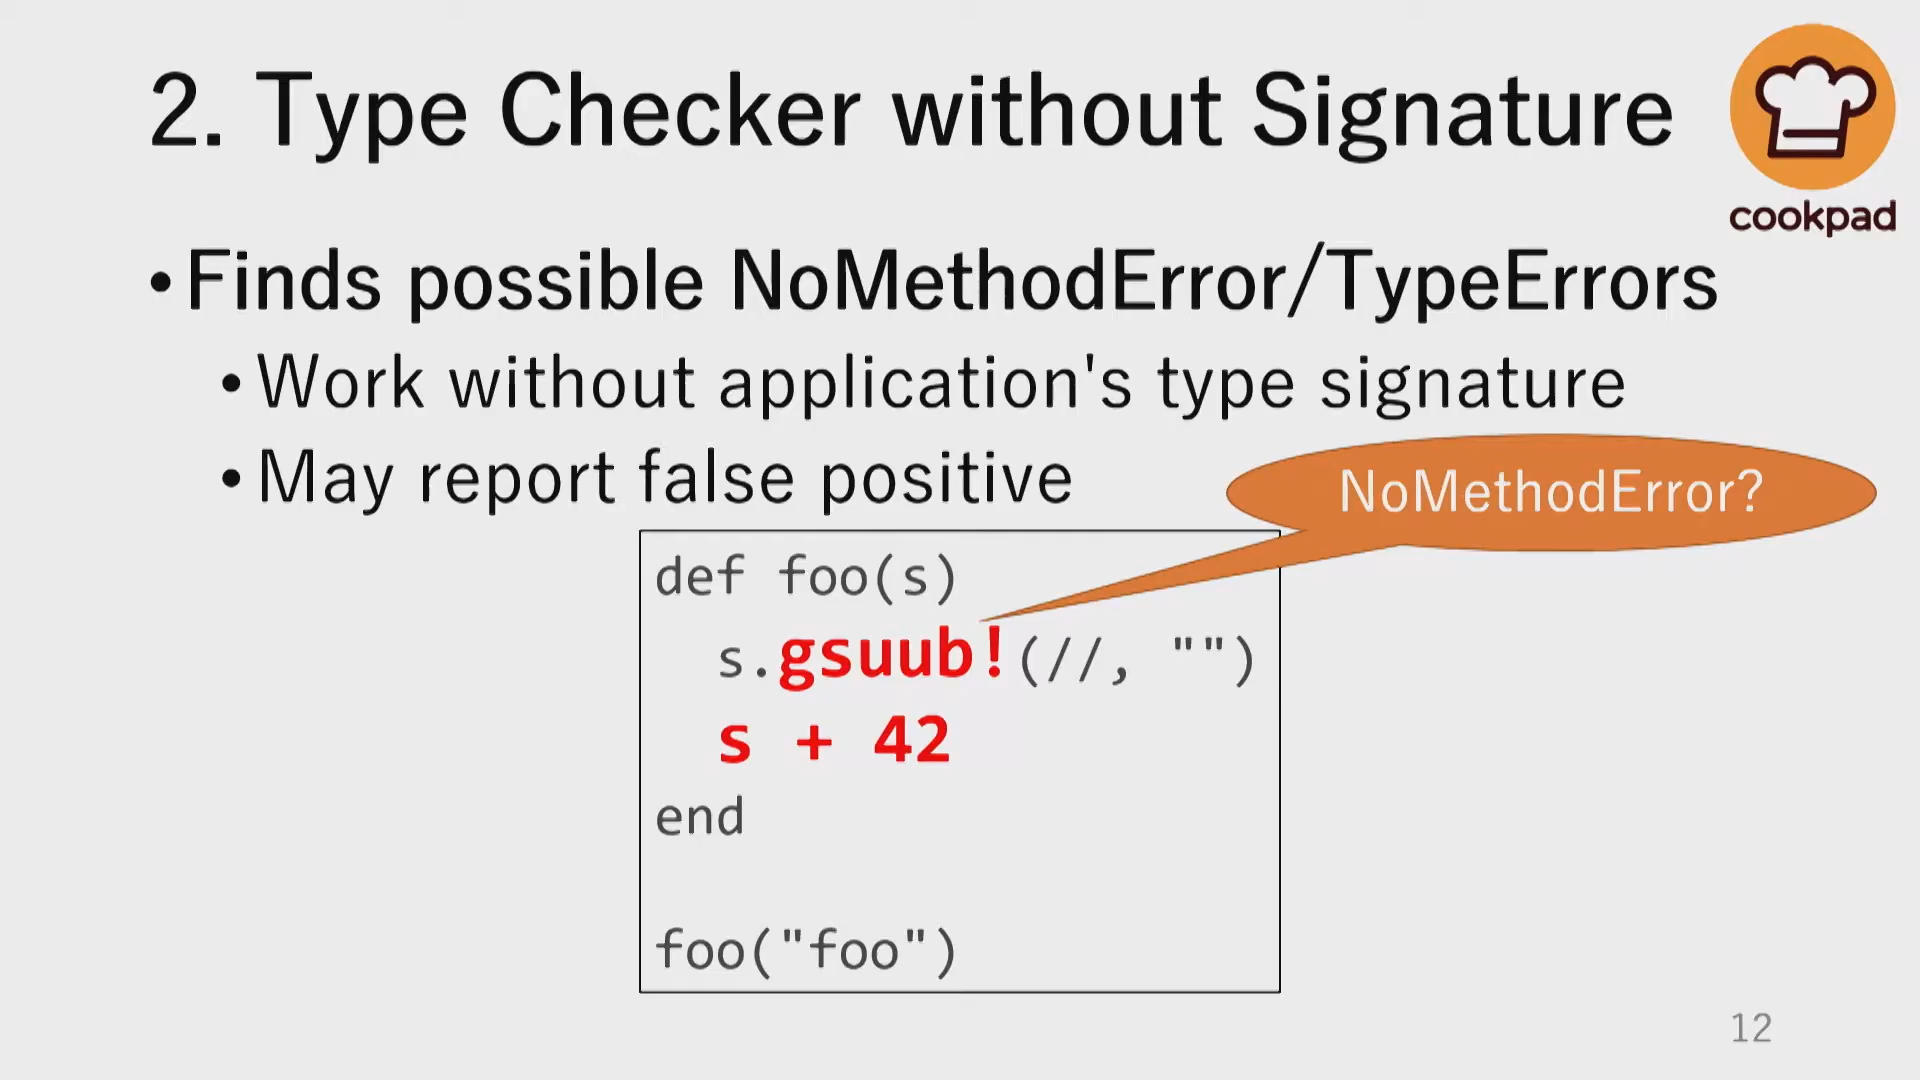 2. Type Checker without Signature
cookpad
•Finds possible NoMethodError/TypeErrors
•Work without application's type signature
•May report false positive
NoMethodError?
def foo(s)
s.gsuub!(//, "")
s + 42
end
foo("foo")
12